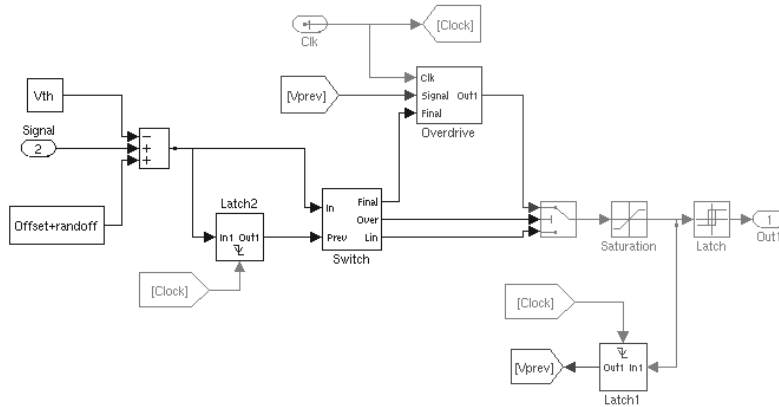 [Clock]
Clk
Clk
Signal Out1
Final
Overdrive
[Vprev]
Vth
Signal
2
Offset+randoff
Latch2
In1 Out1
[Clock]
In
Prev
Final
Over
Lin
Switch
Saturation
Latch
1
Out1
[Clock]
[Vprev]
Out1 In1
Latch1